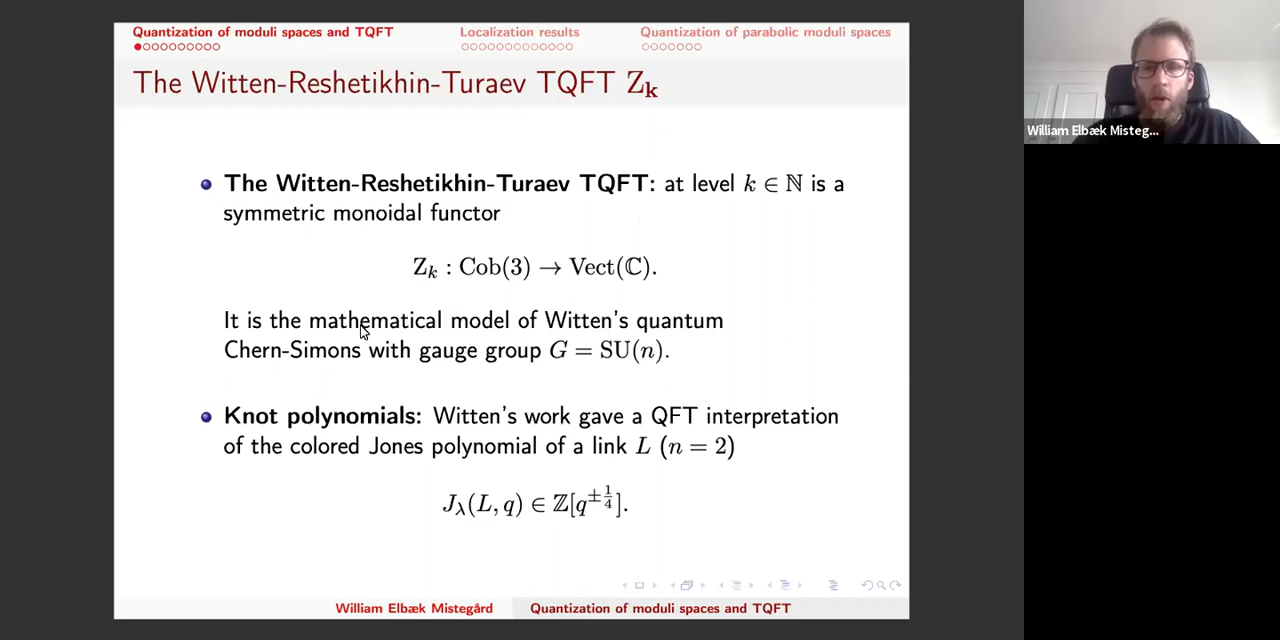 Quantization of moduli spaces and TQFT
Localization results
Quantization of parabolic moduli spaces
The Witten-Reshetikhin-Turaev TQFT Z_k
The Witten-Reshetikhin-Turaev TQFT: at level k ∈ ℕ is a
symmetric monoidal functor
Z_k : Cob(3) → Vect(ℂ).
It is the mathematical model of Witten's quantum
Chern-Simons with gauge group G = SU(n).
Knot polynomials: Witten's work gave a QFT interpretation
of the colored Jones polynomial of a link L (n = 2)
J_λ(L, q) ∈ ℤ[q^{±1/4}].
William Elbæk Mistegård
Quantization of moduli spaces and TQFT
William Elbæk Misteg...